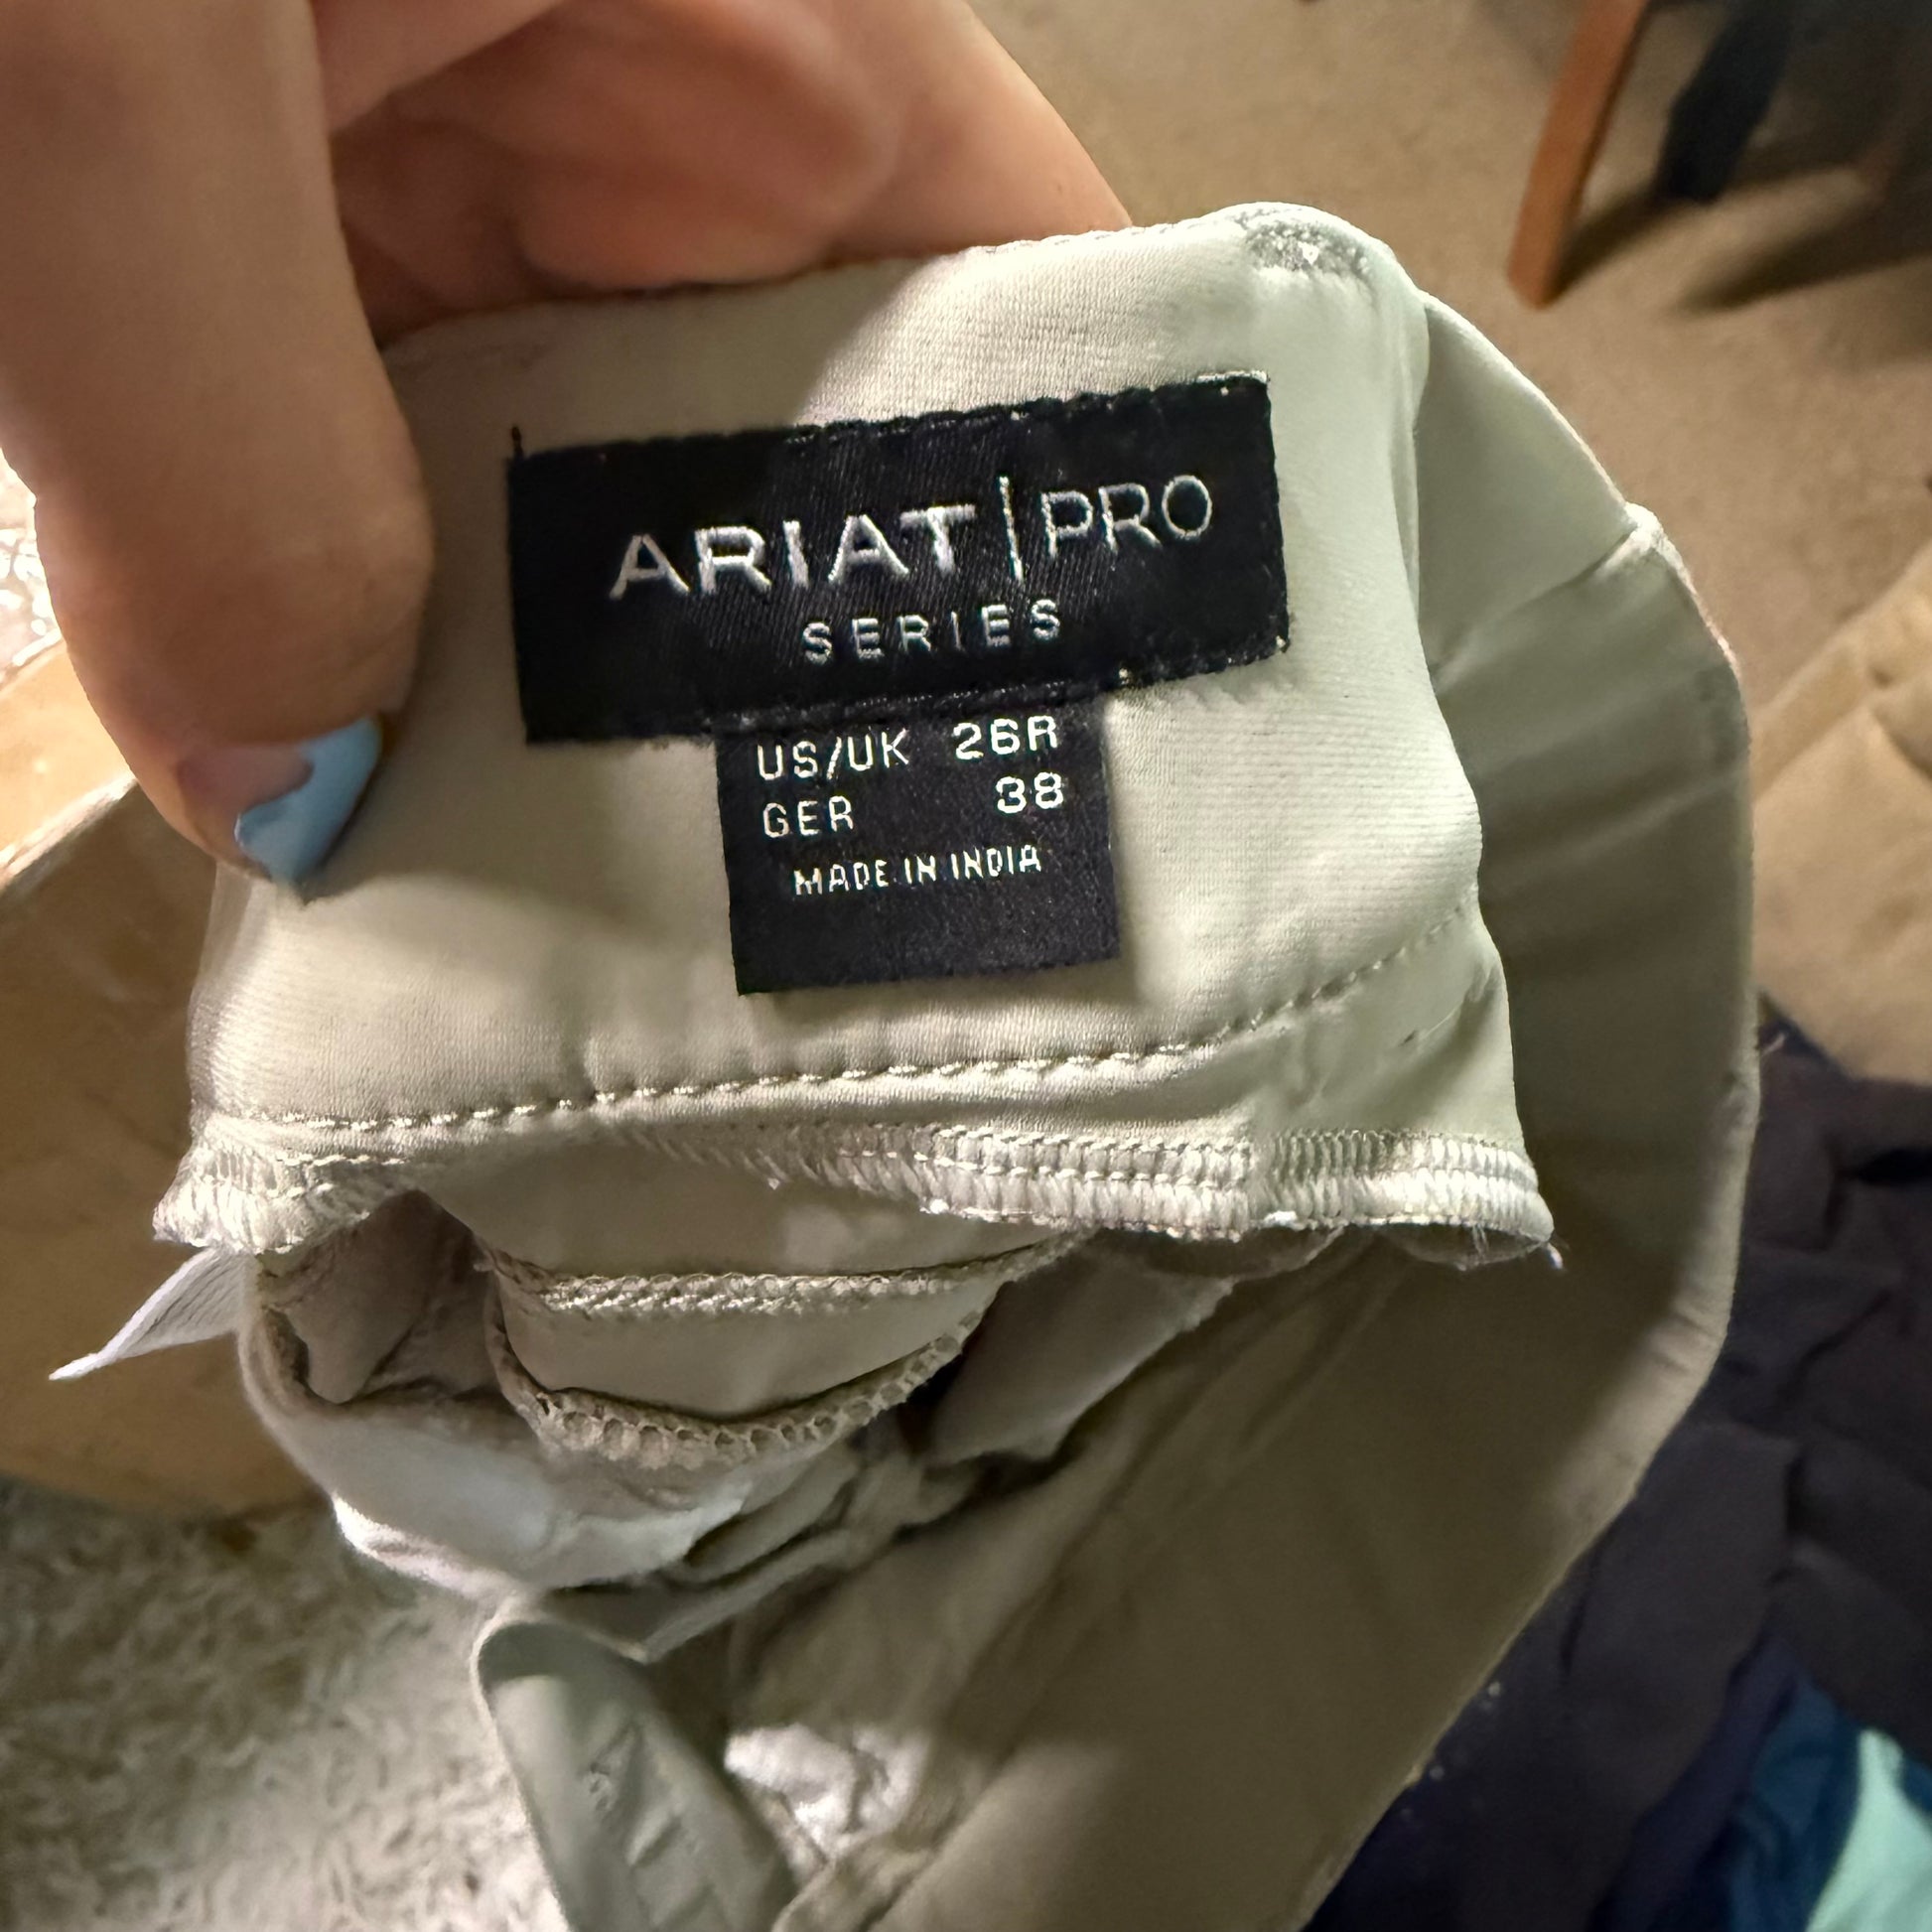 ARIAT|PRO
SERIES
US/UK 26R
GER 38
MADE IN INDIA